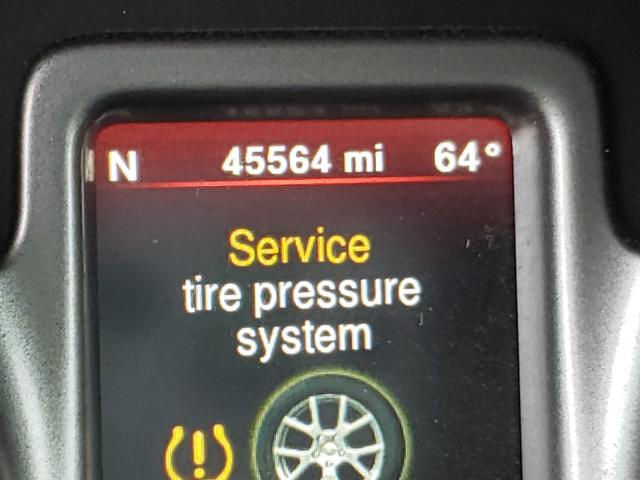 N 45564 mi 64°
Service
tire pressure
system